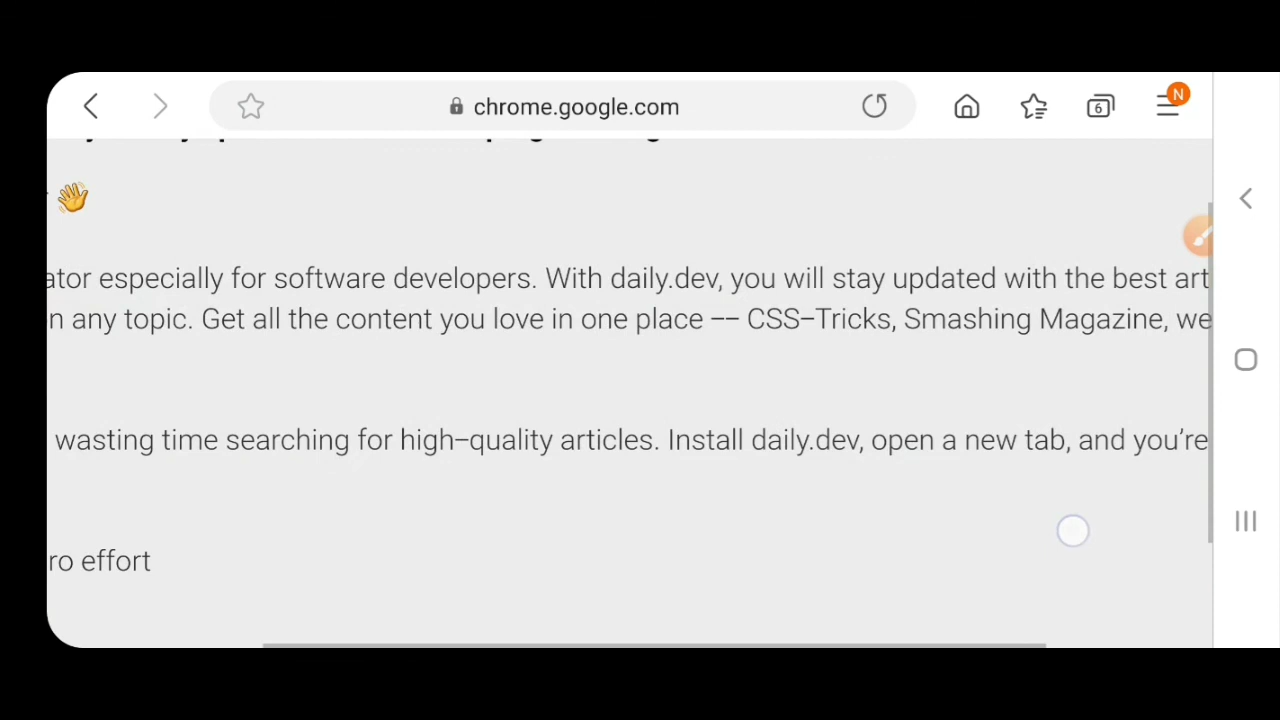 chrome.google.com
6
N
👋
ator especially for software developers. With daily.dev, you will stay updated with the best art
n any topic. Get all the content you love in one place –– CSS-Tricks, Smashing Magazine, we
wasting time searching for high-quality articles. Install daily.dev, open a new tab, and you're
ro effort